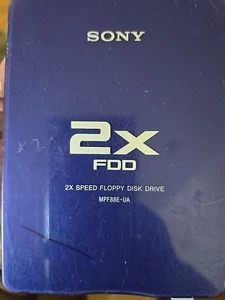 SONY
2X
FDD
2X SPEED FLOPPY DISK DRIVE
MPF88E-UA